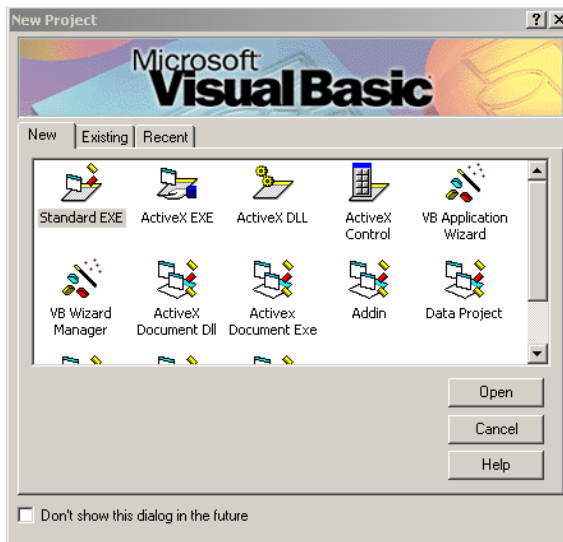 New Project
Microsoft
Visual Basic
New Existing Recent
Standard EXE ActiveX EXE ActiveX DLL ActiveX Control VB Application Wizard
VB Wizard Manager ActiveX Document Dll Activex Document Exe Addin Data Project
Open
Cancel
Help
Don't show this dialog in the future